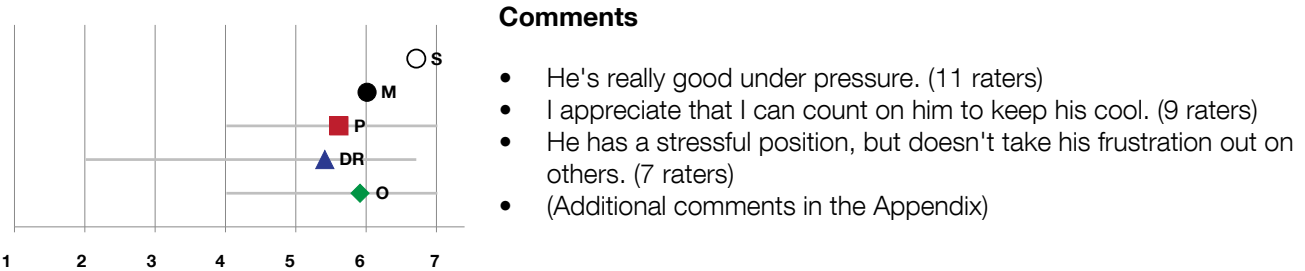 S
M
P
DR
O
1 2 3 4 5 6 7
Comments
• He's really good under pressure. (11 raters)
• I appreciate that I can count on him to keep his cool. (9 raters)
• He has a stressful position, but doesn't take his frustration out on
others. (7 raters)
• (Additional comments in the Appendix)